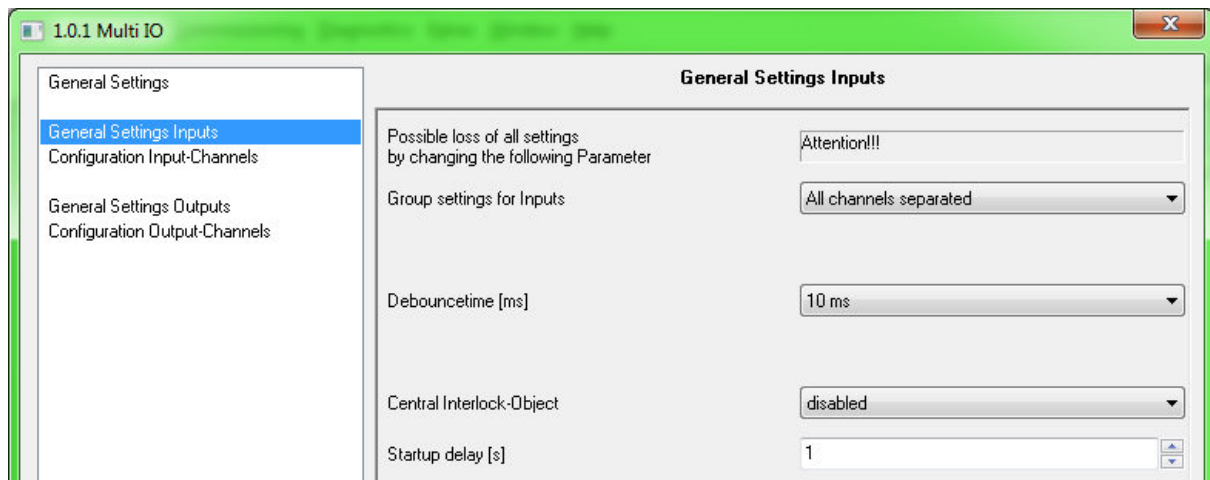 1.0.1 Multi IO
General Settings
General Settings Inputs
Configuration Input-Channels
General Settings Outputs
Configuration Output-Channels
General Settings Inputs
Possible loss of all settings
by changing the following Parameter
Attention!!!
Group settings for Inputs
All channels separated
Debouncetime [ms]
10 ms
Central Interlock-Object
disabled
Startup delay [s]
1